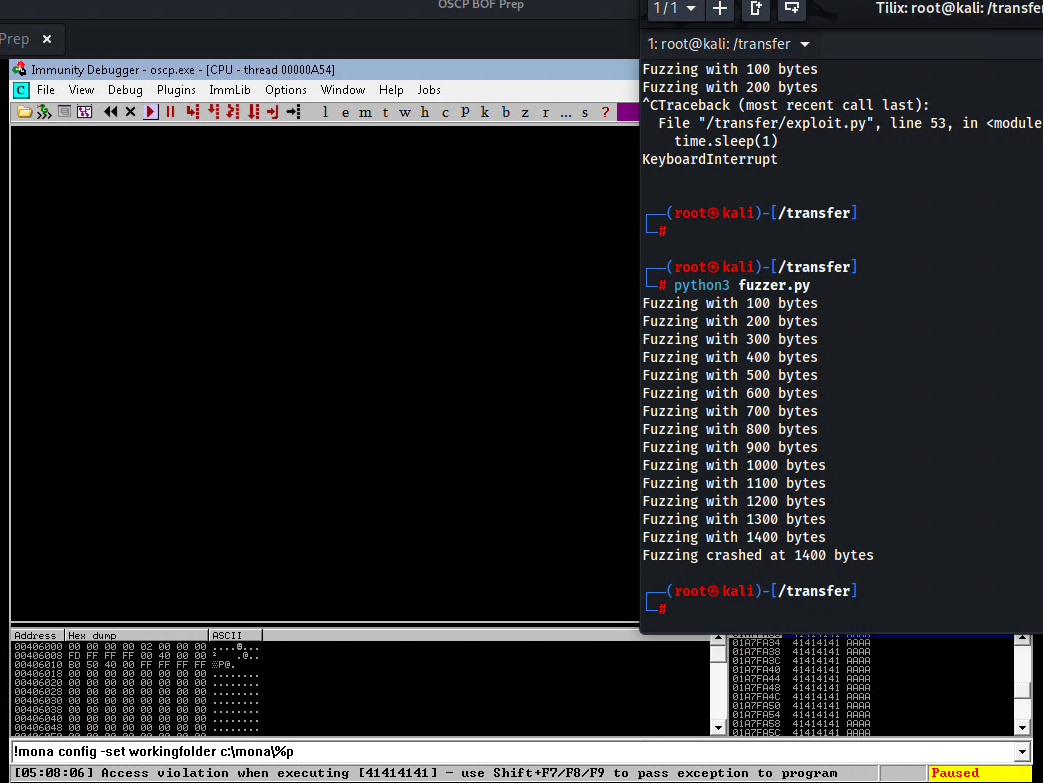 OSCP BOF Prep
1/1
Tilix: root@kali: /transfer
Prep ×
1: root@kali: /transfer
Immunity Debugger - oscp.exe - [CPU - thread 00000A54]
C File View Debug Plugins ImmLib Options Window Help Jobs
l e m t w h c P k b z r ... s ?
Fuzzing with 100 bytes
Fuzzing with 200 bytes
^CTraceback (most recent call last):
File "/transfer/exploit.py", line 53, in <module
time.sleep(1)
KeyboardInterrupt
(root㉿kali)-[/transfer]
#
(root㉿kali)-[/transfer]
# python3 fuzzer.py
Fuzzing with 100 bytes
Fuzzing with 200 bytes
Fuzzing with 300 bytes
Fuzzing with 400 bytes
Fuzzing with 500 bytes
Fuzzing with 600 bytes
Fuzzing with 700 bytes
Fuzzing with 800 bytes
Fuzzing with 900 bytes
Fuzzing with 1000 bytes
Fuzzing with 1100 bytes
Fuzzing with 1200 bytes
Fuzzing with 1300 bytes
Fuzzing with 1400 bytes
Fuzzing crashed at 1400 bytes
(root㉿kali)-[/transfer]
#
Address Hex dump ASCII
00406000 00 00 00 00 02 00 00 00 ....☻...
00406008 FD FF FF FF 00 40 00 00 ² .@..
00406010 B0 50 40 00 FF FF FF FF ░P@.
00406018 00 00 00 00 00 00 00 00 ........
00406020 00 00 00 00 00 00 00 00 ........
00406028 00 00 00 00 00 00 00 00 ........
00406030 00 00 00 00 00 00 00 00 ........
00406038 00 00 00 00 00 00 00 00 ........
00406040 00 00 00 00 00 00 00 00 ........
00406048 00 00 00 00 00 00 00 00 ........
01A7FA34 41414141 AAAA
01A7FA38 41414141 AAAA
01A7FA3C 41414141 AAAA
01A7FA40 41414141 AAAA
01A7FA44 41414141 AAAA
01A7FA48 41414141 AAAA
01A7FA4C 41414141 AAAA
01A7FA50 41414141 AAAA
01A7FA54 41414141 AAAA
01A7FA58 41414141 AAAA
01A7FA5C 41414141 AAAA
!mona config -set workingfolder c:\mona\%p
[05:08:06] Access violation when executing [41414141] - use Shift+F7/F8/F9 to pass exception to program
Paused